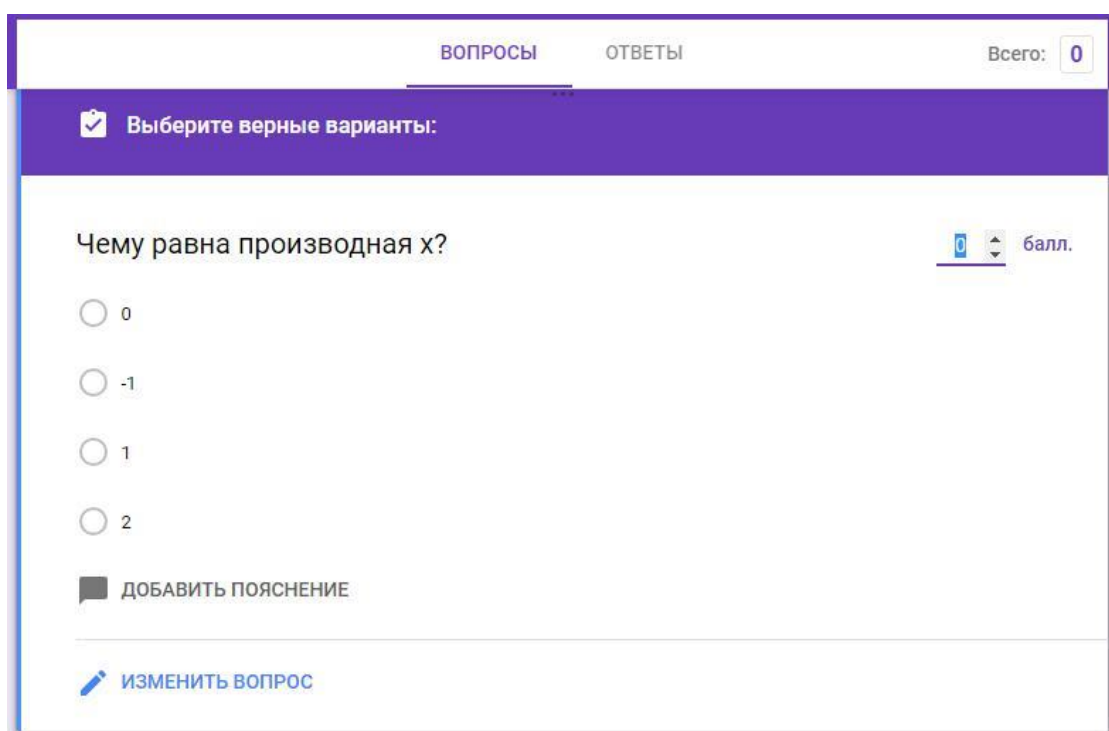 ВОПРОСЫ ОТВЕТЫ Всего: 0
Выберите верные варианты:
Чему равна производная x? 0 балл.
0
-1
1
2
ДОБАВИТЬ ПОЯСНЕНИЕ
ИЗМЕНИТЬ ВОПРОС